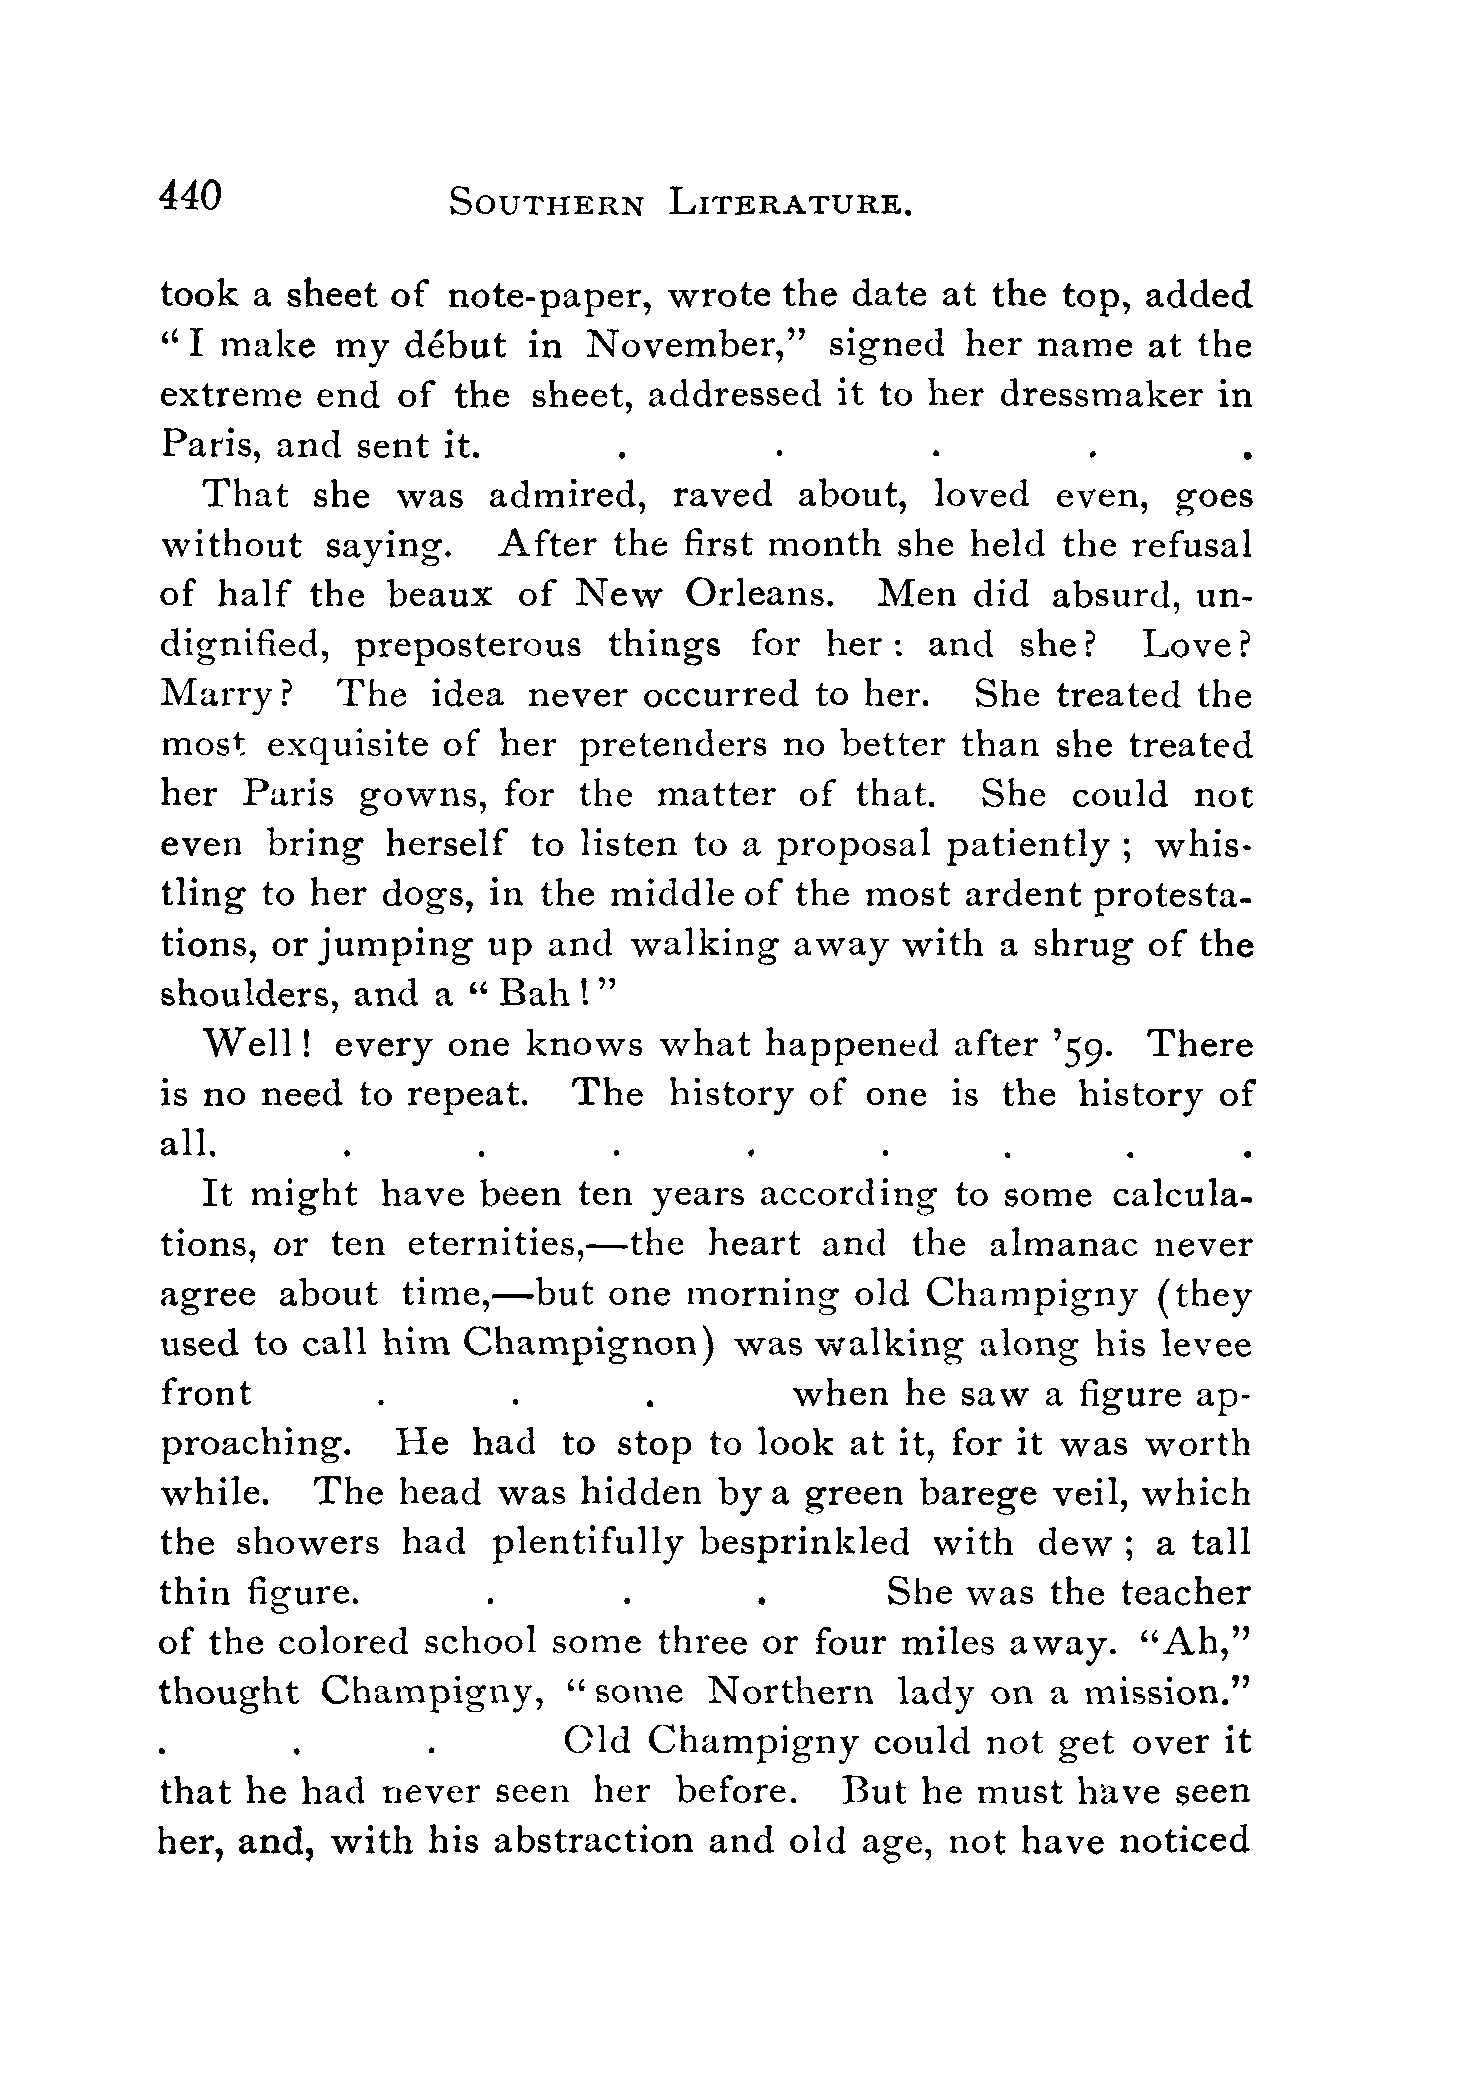 440 SOUTHERN LITERATURE.
took a sheet of note-paper, wrote the date at the top, added
“ I make my début in November,” signed her name at the
extreme end of the sheet, addressed it to her dressmaker in
Paris, and sent it. . . . . .
That she was admired, raved about, loved even, goes
without saying. After the first month she held the refusal
of half the beaux of New Orleans. Men did absurd, un-
dignified, preposterous things for her : and she? Love?
Marry? The idea never occurred to her. She treated the
most exquisite of her pretenders no better than she treated
her Paris gowns, for the matter of that. She could not
even bring herself to listen to a proposal patiently ; whis-
tling to her dogs, in the middle of the most ardent protesta-
tions, or jumping up and walking away with a shrug of the
shoulders, and a “ Bah ! ”
Well ! every one knows what happened after ’59. There
is no need to repeat. The history of one is the history of
all. . . . . . . . .
It might have been ten years according to some calcula-
tions, or ten eternities,—the heart and the almanac never
agree about time,—but one morning old Champigny (they
used to call him Champignon) was walking along his levee
front . . . when he saw a figure ap-
proaching. He had to stop to look at it, for it was worth
while. The head was hidden by a green barege veil, which
the showers had plentifully besprinkled with dew ; a tall
thin figure. . . . She was the teacher
of the colored school some three or four miles away. “Ah,”
thought Champigny, “ some Northern lady on a mission.”
. . . Old Champigny could not get over it
that he had never seen her before. But he must have seen
her, and, with his abstraction and old age, not have noticed